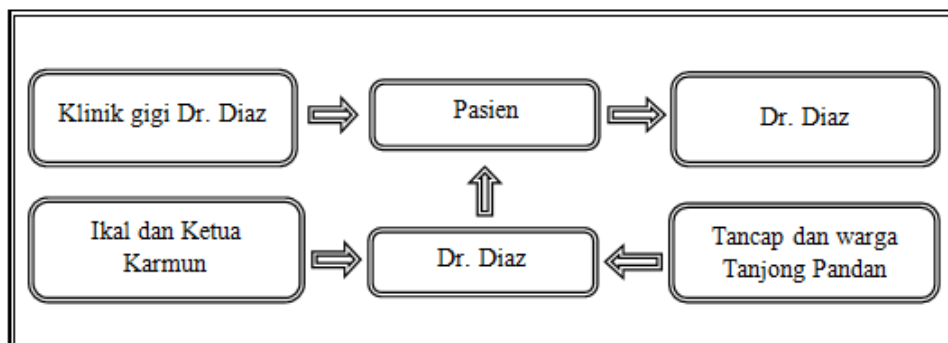 Klinik gigi Dr. Diaz
Pasien
Dr. Diaz
Ikal dan Ketua
Karmun
Dr. Diaz
Tancap dan warga
Tanjong Pandan